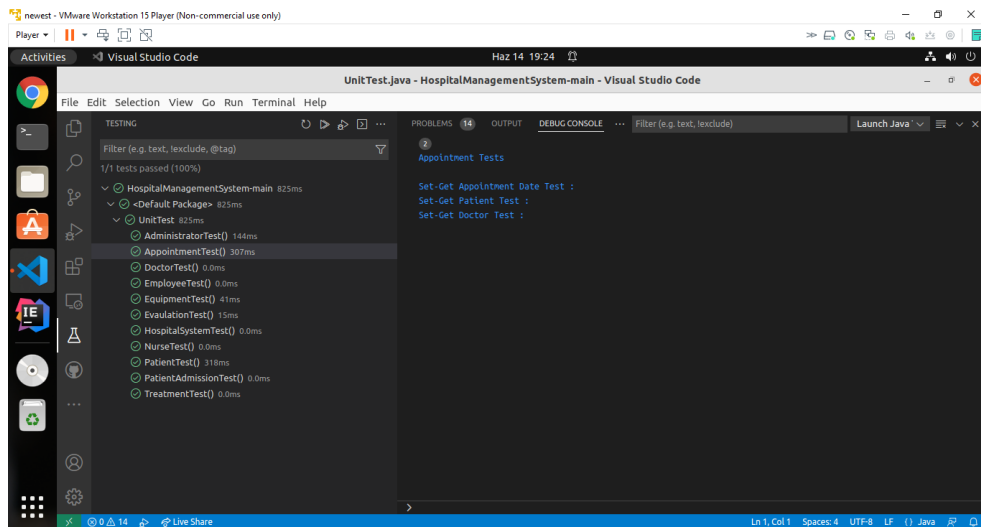 newest - VMware Workstation 15 Player (Non-commercial use only)
Player
Activities Visual Studio Code Haz 14 19:24
UnitTest.java - HospitalManagementSystem-main - Visual Studio Code
File Edit Selection View Go Run Terminal Help
TESTING
Filter (e.g. text, !exclude, @tag)
1/1 tests passed (100%)
HospitalManagementSystem-main 825ms
<Default Package> 825ms
UnitTest 825ms
AdministratorTest() 144ms
AppointmentTest() 307ms
DoctorTest() 0.0ms
EmployeeTest() 0.0ms
EquipmentTest() 41ms
EvaulationTest() 15ms
HospitalSystemTest() 0.0ms
NurseTest() 0.0ms
PatientTest() 318ms
PatientAdmissionTest() 0.0ms
TreatmentTest() 0.0ms
PROBLEMS 14 OUTPUT DEBUG CONSOLE ... Filter (e.g. text, !exclude) Launch Java
2
Appointment Tests
Set-Get Appointment Date Test :
Set-Get Patient Test :
Set-Get Doctor Test :
>
IE
0 14 Live Share Ln 1, Col 1 Spaces: 4 UTF-8 LF {} Java